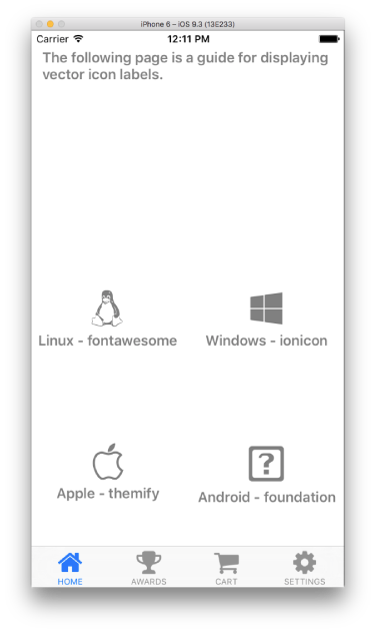 iPhone 6 – iOS 9.3 (13E233)
Carrier 12:11 PM
The following page is a guide for displaying
vector icon labels.
Linux - fontawesome Windows - ionicon
?
Apple - themify Android - foundation
HOME AWARDS CART SETTINGS